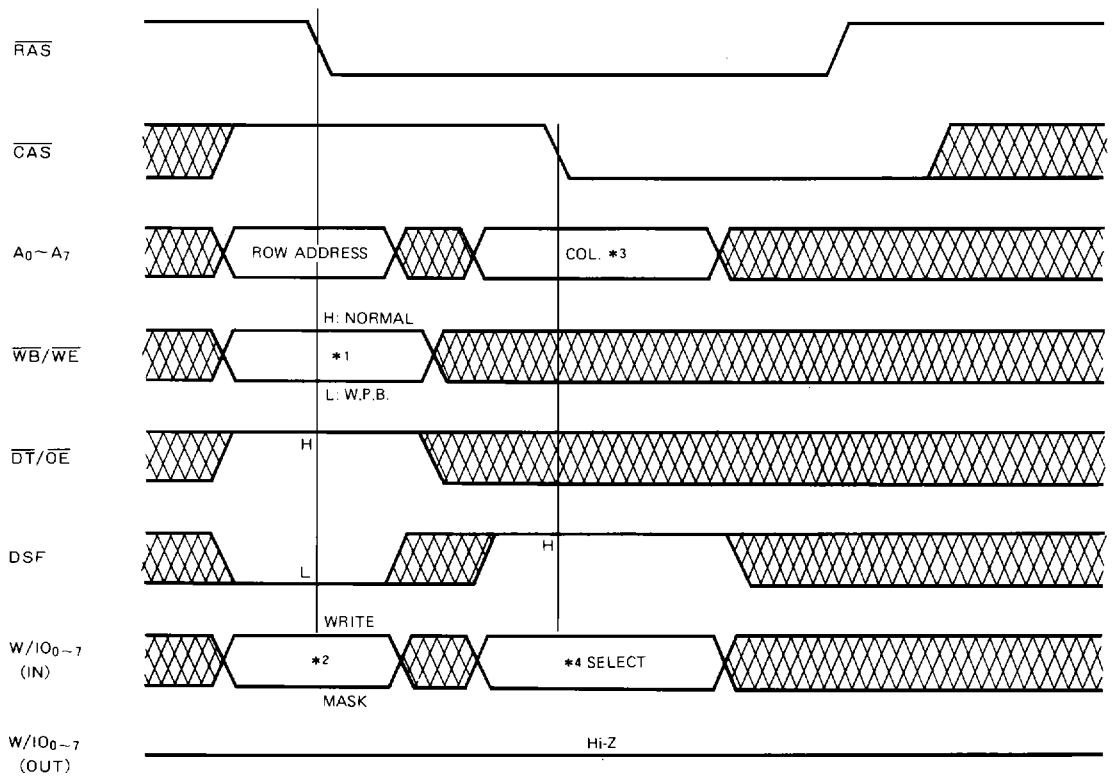 RAS
CAS
A0~A7
ROW ADDRESS
COL. *3
H: NORMAL
WB/WE
*1
L: W.P.B.
DT/OE
H
DSF
L
H
WRITE
W/IO0~7
(IN)
*2
*4 SELECT
MASK
W/IO0~7
(OUT)
Hi-Z